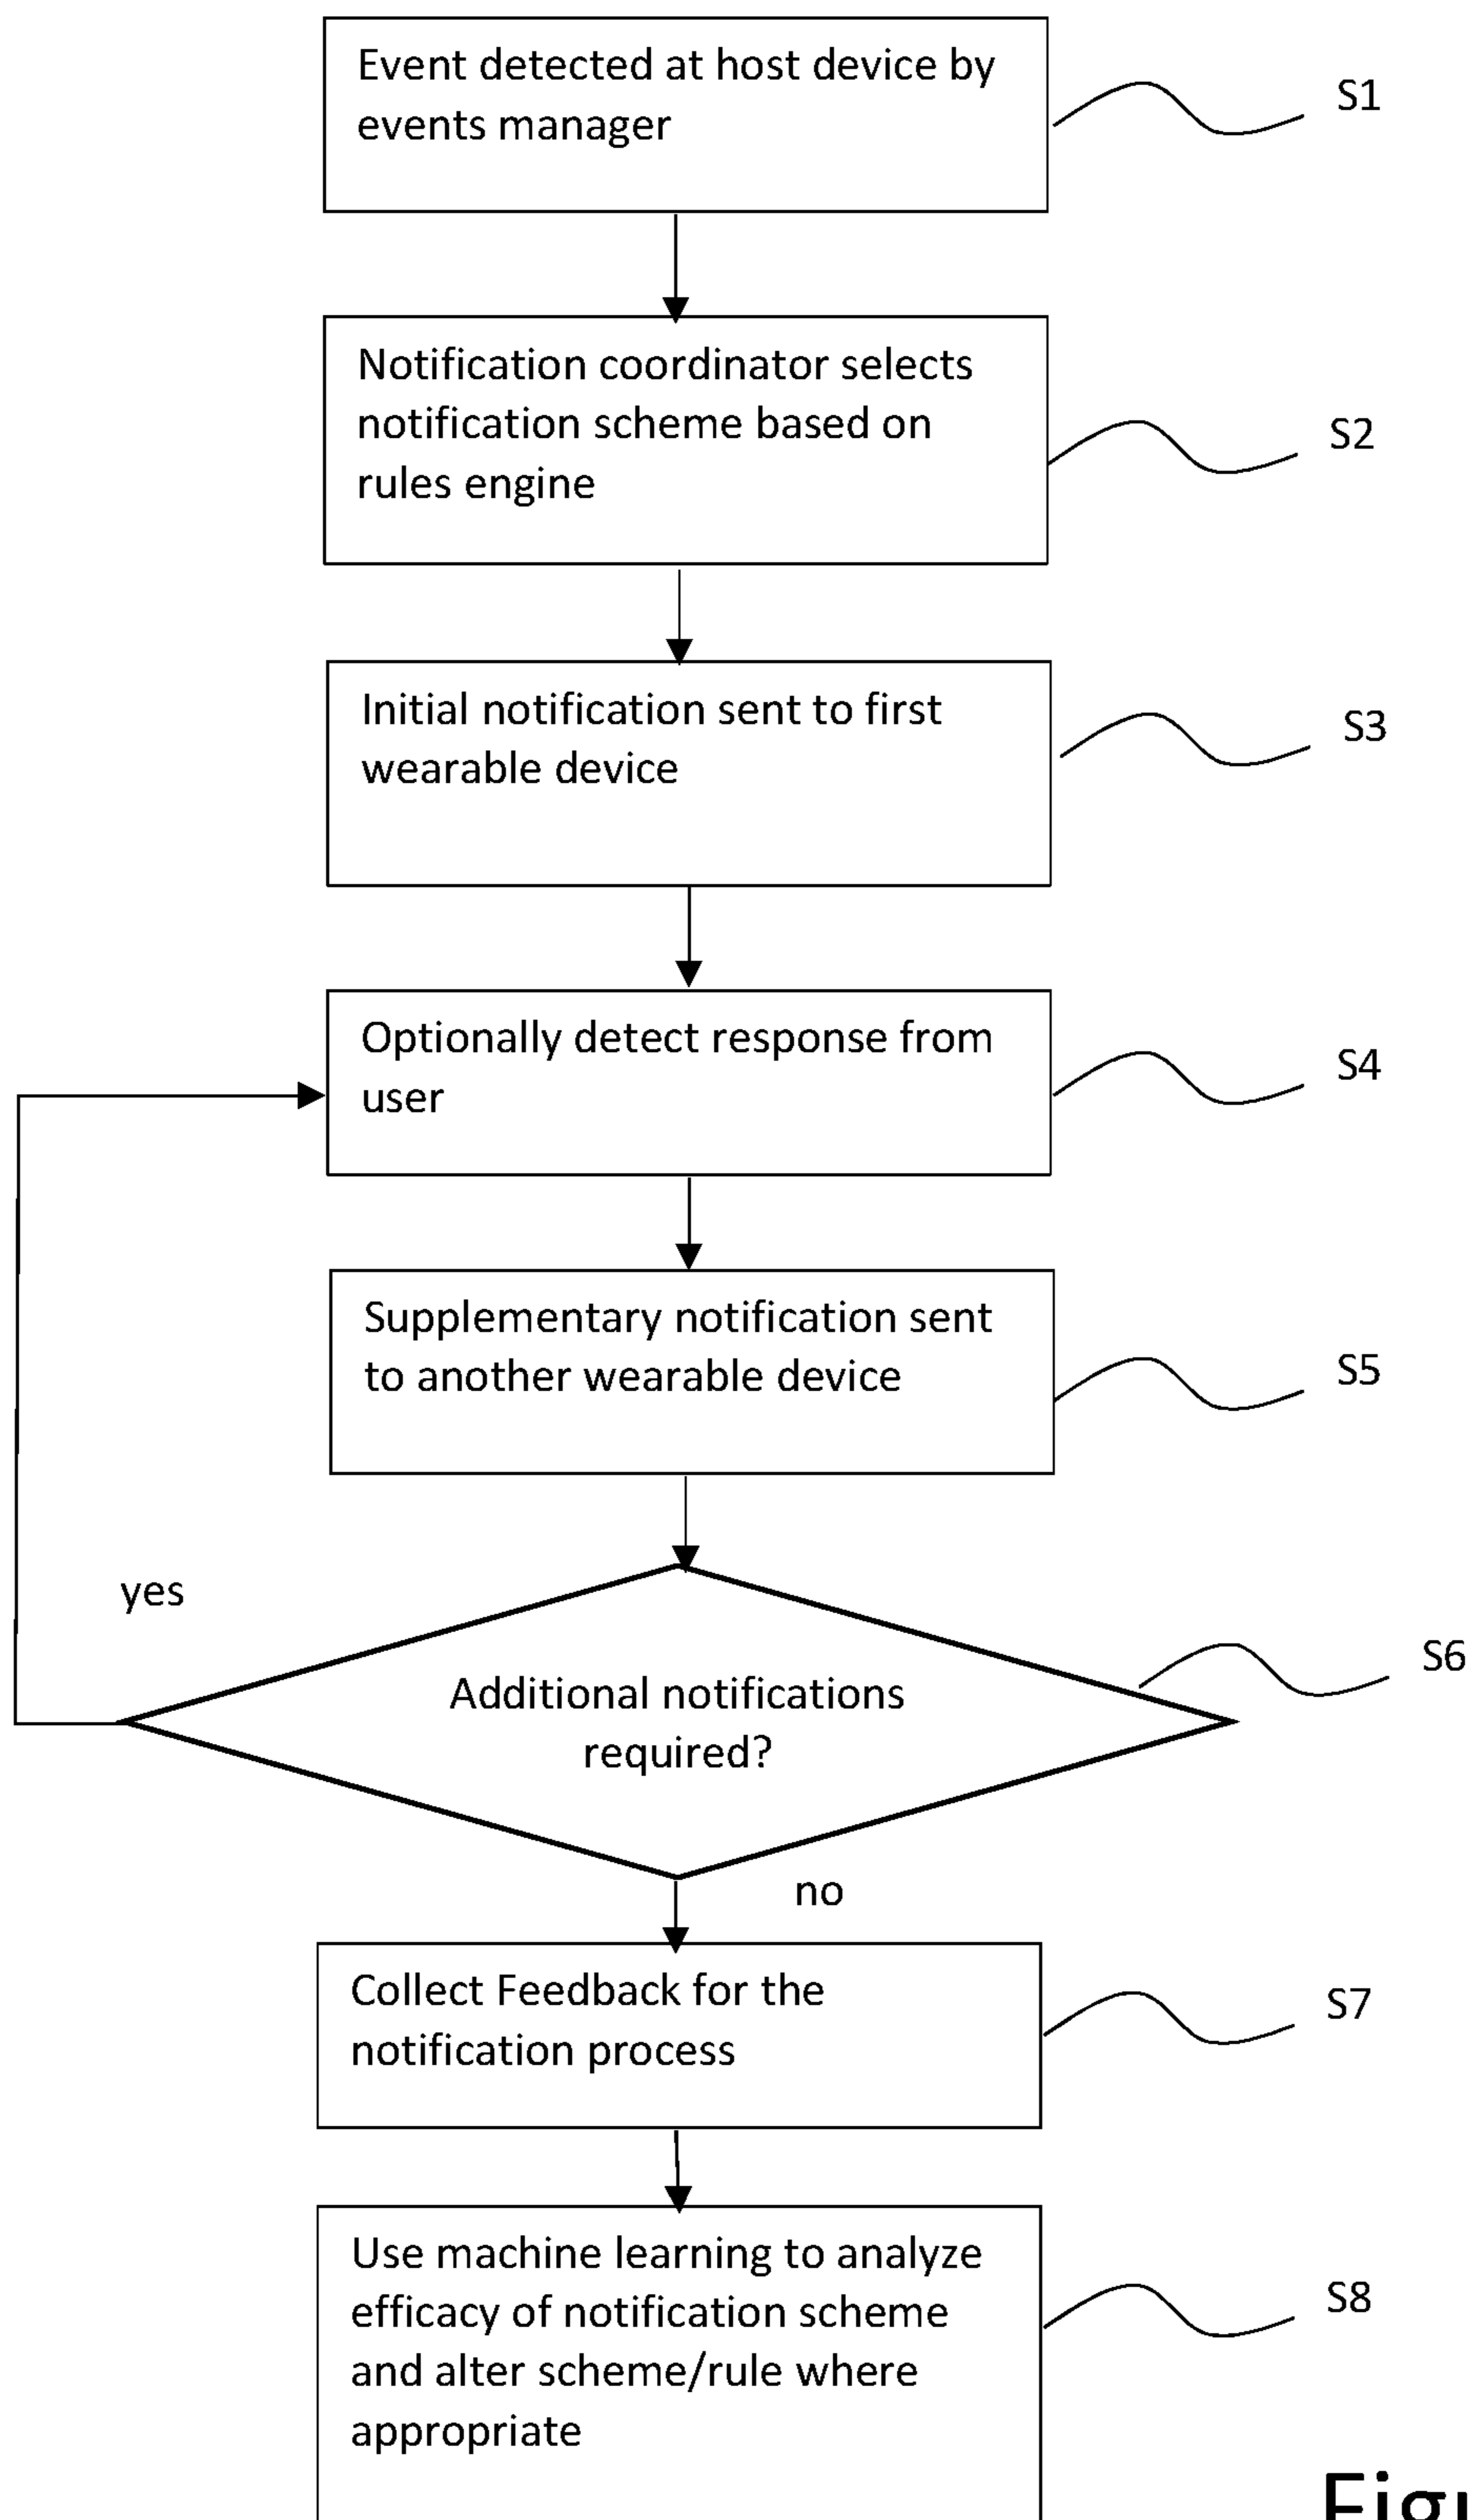 Event detected at host device by
events manager
S1
Notification coordinator selects
notification scheme based on
rules engine
S2
Initial notification sent to first
wearable device
S3
Optionally detect response from
user
S4
Supplementary notification sent
to another wearable device
S5
yes
Additional notifications
required?
S6
no
Collect Feedback for the
notification process
S7
Use machine learning to analyze
efficacy of notification scheme
and alter scheme/rule where
appropriate
S8